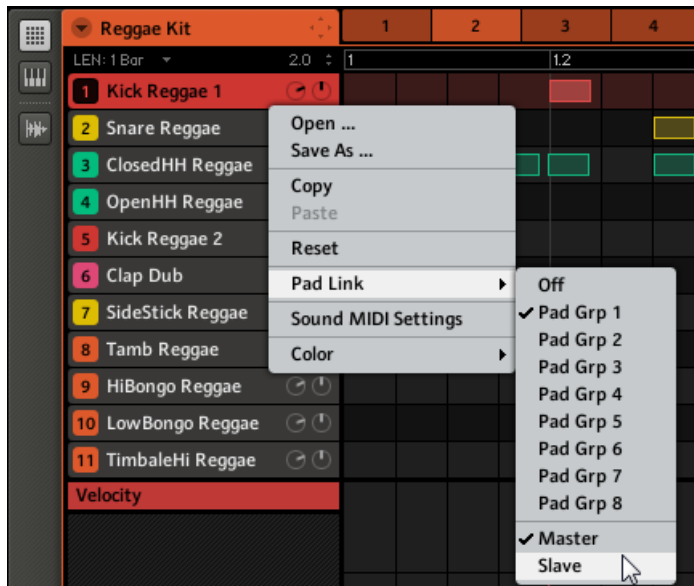 Reggae Kit 1 2 3 4
LEN: 1 Bar 2.0 1 1.2
1 Kick Reggae 1
2 Snare Reggae
3 ClosedHH Reggae
4 OpenHH Reggae
5 Kick Reggae 2
6 Clap Dub
7 SideStick Reggae
8 Tamb Reggae
9 HiBongo Reggae
10 LowBongo Reggae
11 TimbaleHi Reggae
Velocity
Open ...
Save As ...
Copy
Paste
Reset
Pad Link
Sound MIDI Settings
Color
Off
Pad Grp 1
Pad Grp 2
Pad Grp 3
Pad Grp 4
Pad Grp 5
Pad Grp 6
Pad Grp 7
Pad Grp 8
Master
Slave